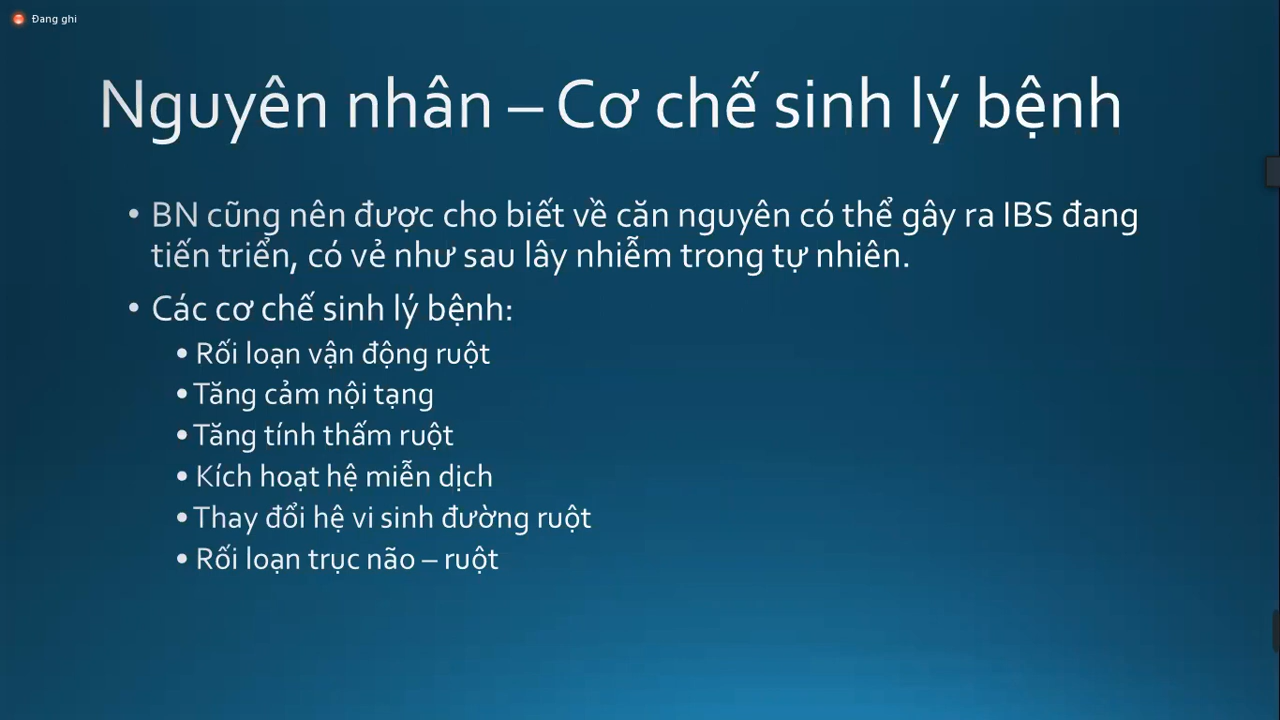 Đang ghi
Nguyên nhân – Cơ chế sinh lý bệnh
• BN cũng nên được cho biết về căn nguyên có thể gây ra IBS đang
tiến triển, có vẻ như sau lây nhiễm trong tự nhiên.
• Các cơ chế sinh lý bệnh:
• Rối loạn vận động ruột
• Tăng cảm nội tạng
• Tăng tính thấm ruột
• Kích hoạt hệ miễn dịch
• Thay đổi hệ vi sinh đường ruột
• Rối loạn trục não – ruột